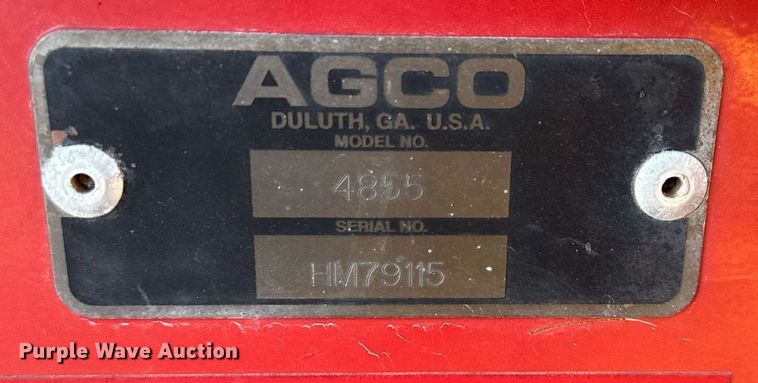 AGCO
DULUTH, GA. U.S.A.
MODEL NO.
4855
SERIAL NO.
HM79115
Purple Wave Auction